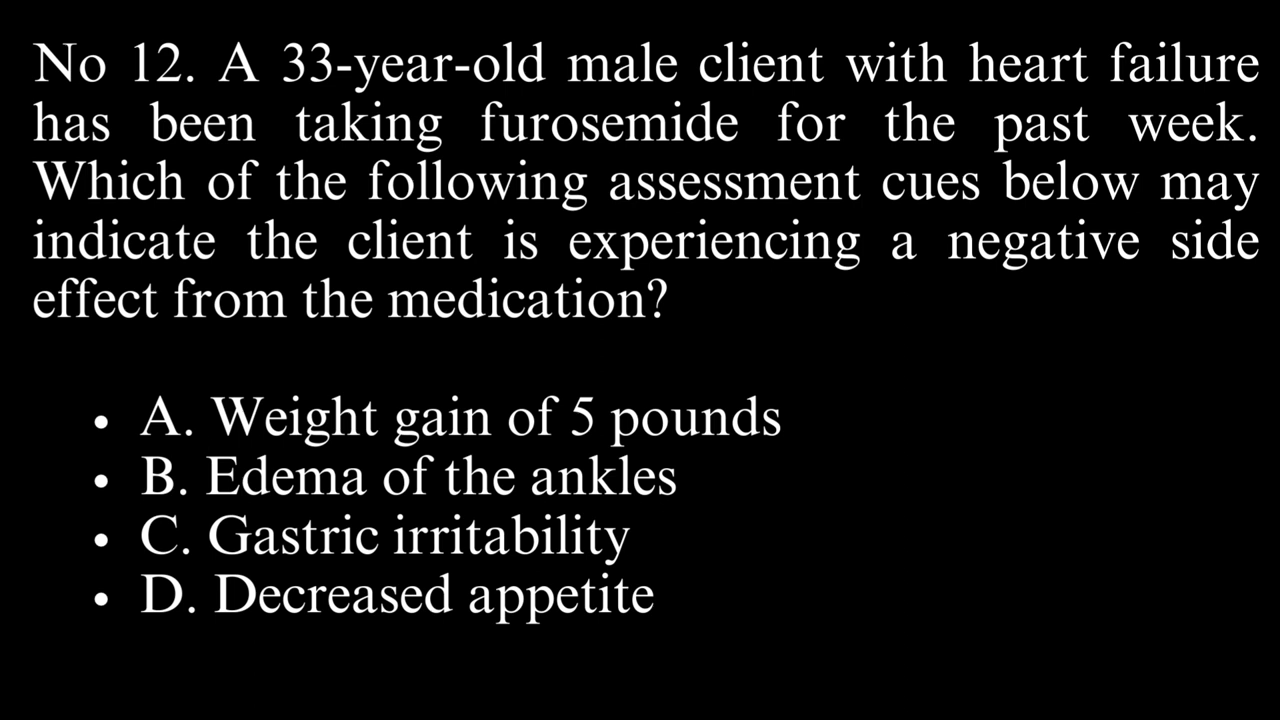 No 12. A 33-year-old male client with heart failure
has been taking furosemide for the past week.
Which of the following assessment cues below may
indicate the client is experiencing a negative side
effect from the medication?
• A. Weight gain of 5 pounds
• B. Edema of the ankles
• C. Gastric irritability
• D. Decreased appetite